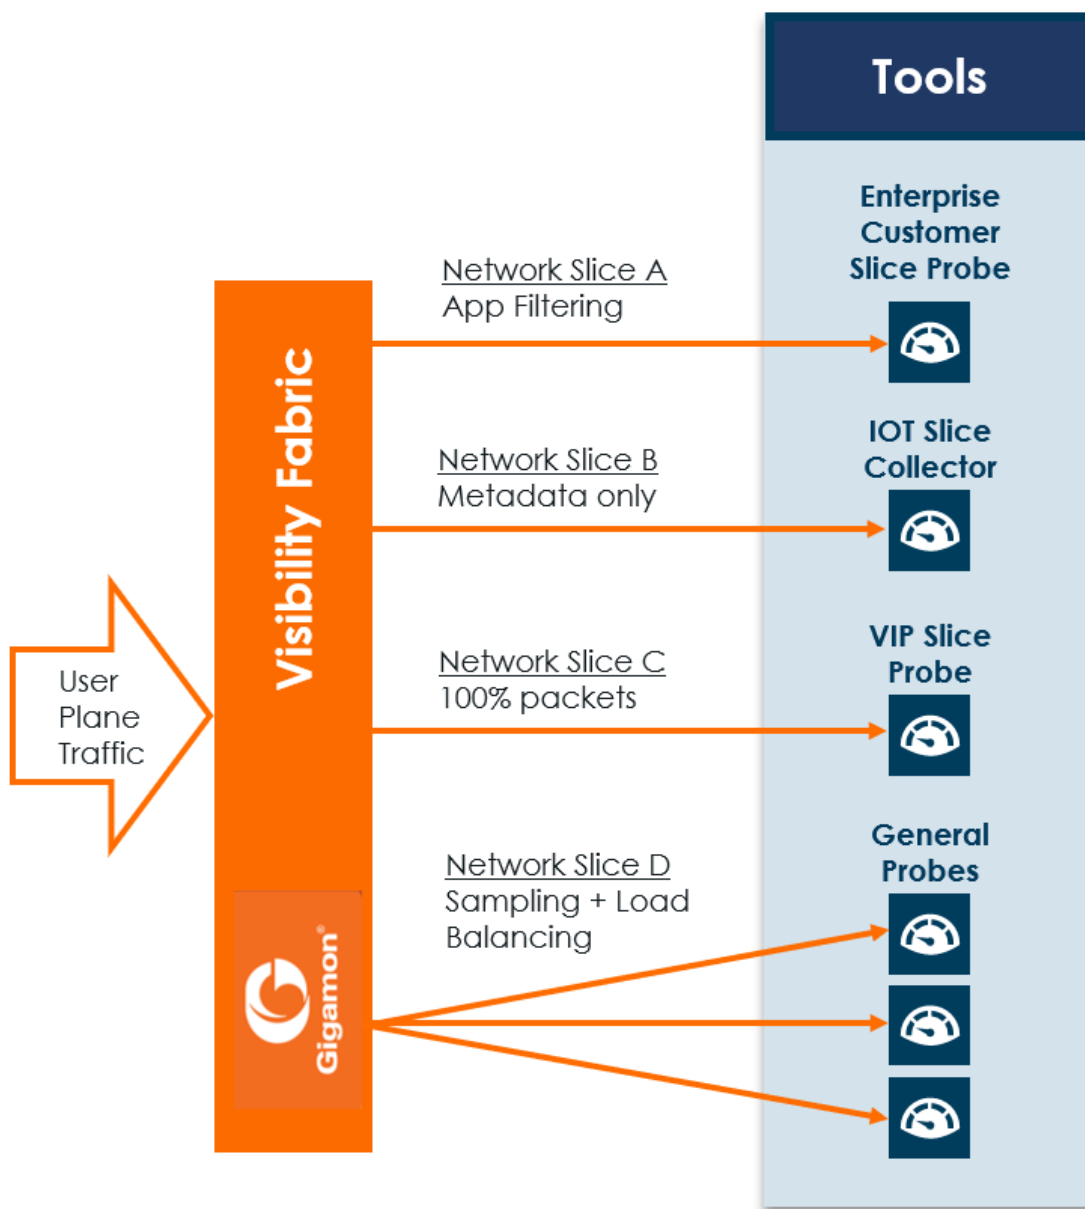 Tools
Enterprise
Customer
Slice Probe
Network Slice A
App Filtering
IOT Slice
Collector
Network Slice B
Metadata only
Visibility Fabric
VIP Slice
Probe
Network Slice C
100% packets
User
Plane
Traffic
General
Probes
Network Slice D
Sampling + Load
Balancing
Gigamon®